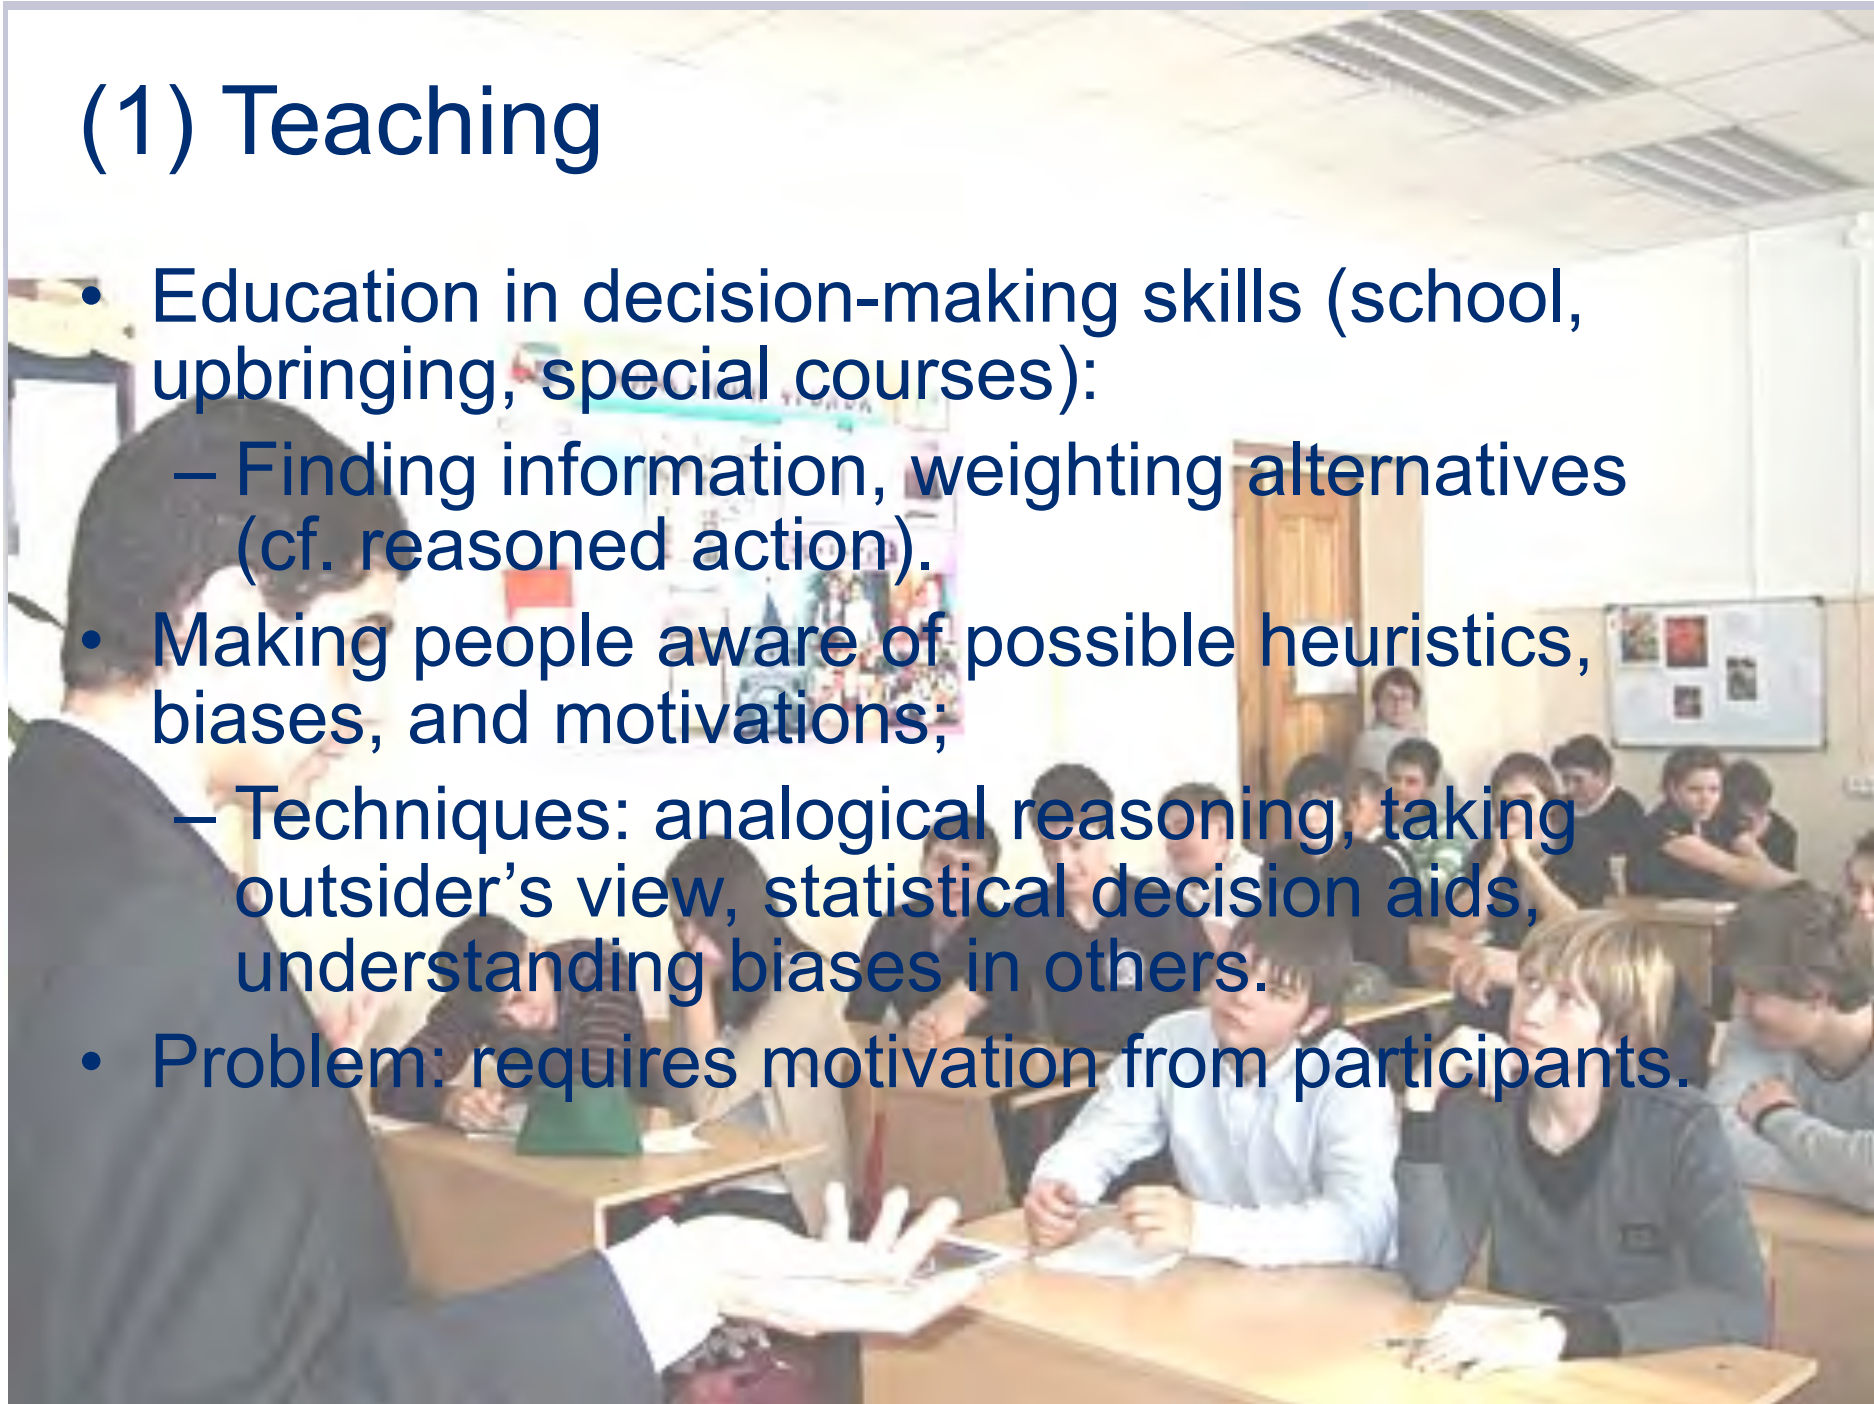 (1) Teaching
• Education in decision-making skills (school,
upbringing, special courses):
– Finding information, weighting alternatives
(cf. reasoned action).
• Making people aware of possible heuristics,
biases, and motivations;
– Techniques: analogical reasoning, taking
outsider’s view, statistical decision aids,
understanding biases in others.
• Problem: requires motivation from participants.